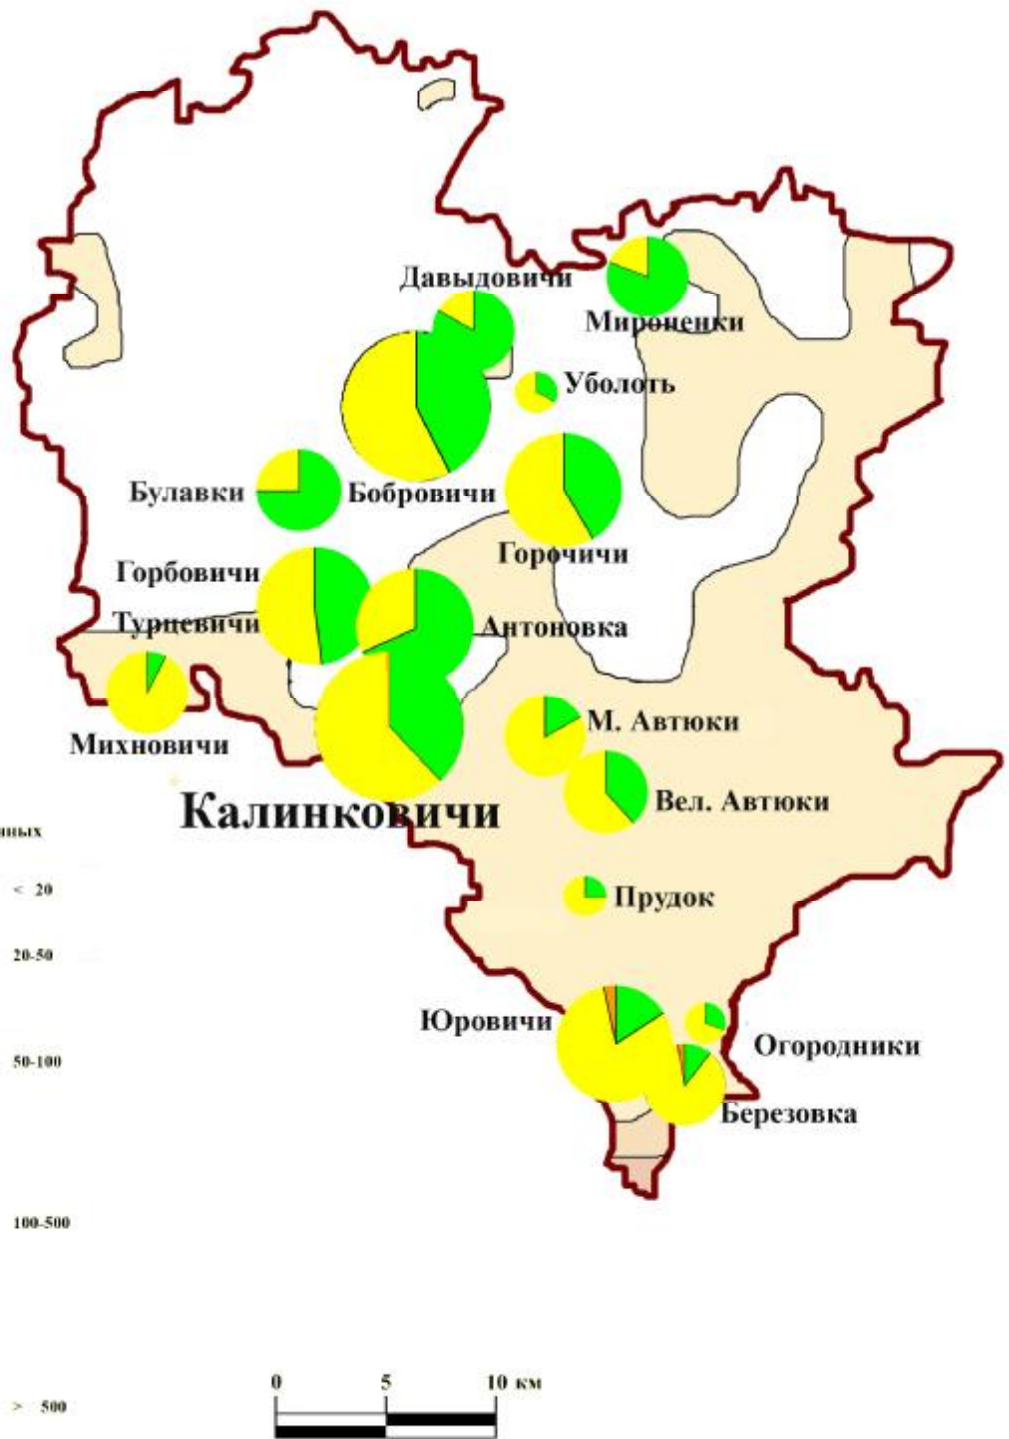 Давыдовичи
Мироненки
Уболоть
Булавки
Бобровичи
Горочичи
Горбовичи
Турцевичи
Антоновка
Михновичи
М. Автюки
Калинковичи
Вел. Автюки
< 20
Прудок
20-50
Юровичи
Огородники
50-100
Березовка
100-500
0 5 10 км
> 500